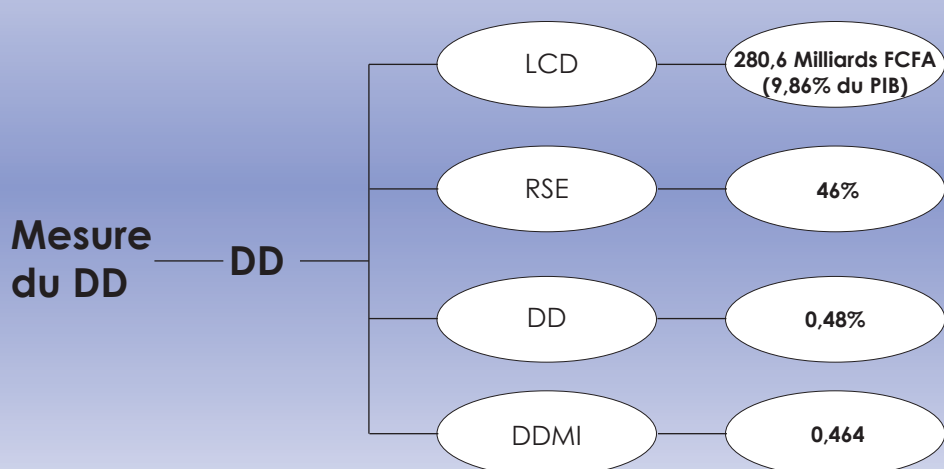 Mesure
du DD
DD
LCD
280,6 Milliards FCFA
(9,86% du PIB)
RSE
46%
DD
0,48%
DDMI
0,464